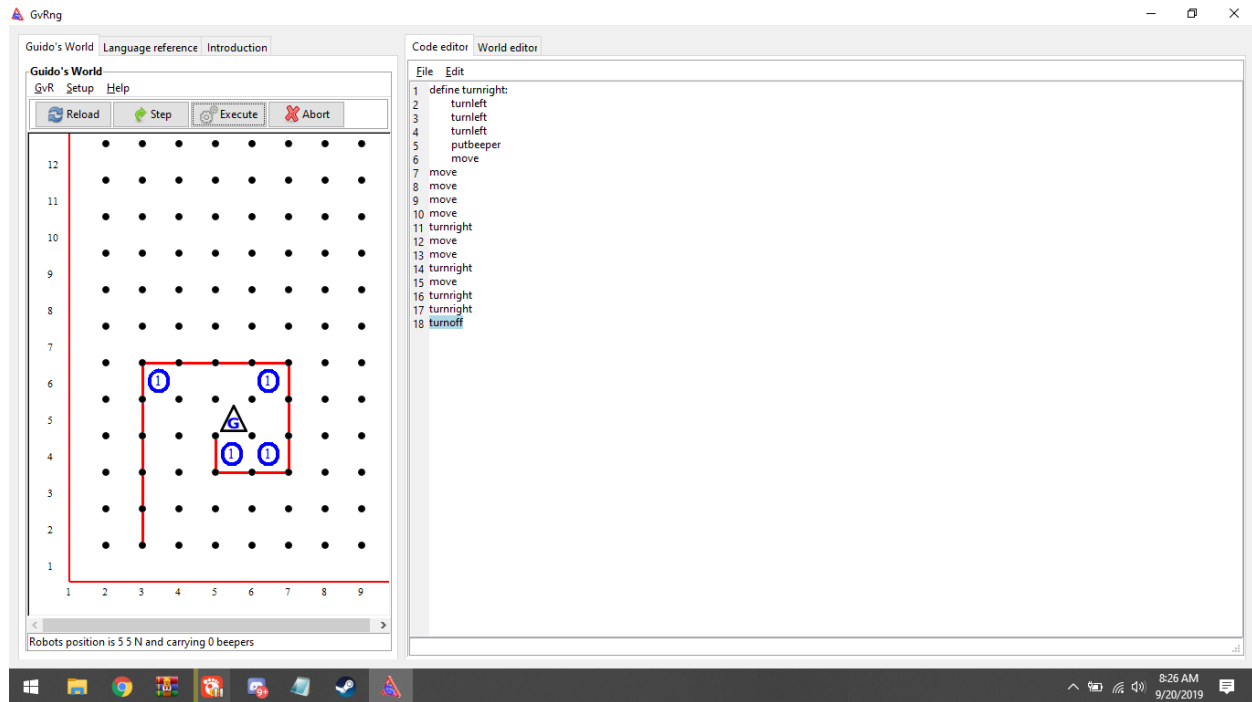 GvRng
Guido's World Language reference Introduction
Guido's World
GvR Setup Help
Reload Step Execute Abort
12
11
10
9
8
7
6
5
4
3
2
1
1 2 3 4 5 6 7 8 9
1 1
G
1 1
Robots position is 5 5 N and carrying 0 beepers
Code editor World editor
File Edit
1 define turnright:
2 turnleft
3 turnleft
4 turnleft
5 putbeeper
6 move
7 move
8 move
9 move
10 move
11 turnright
12 move
13 move
14 turnright
15 move
16 turnright
17 turnright
18 turnoff
9+
8:26 AM
9/20/2019